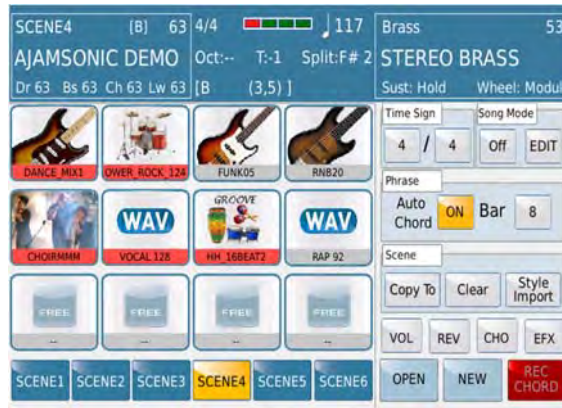 SCENE4 [B] 63
AJAMSONIC DEMO
Dr 63 Bs 63 Ch 63 Lw 63
4/4 117
Oct:-- T:-1 Split:F# 2
[B (3,5) ]
Brass 53
STEREO BRASS
Sust: Hold Wheel: Modul
DANCE_MIX1 OWER_ROCK_124 FUNK05 RNB20
WAV GROOVE WAV
CHOIRMMM VOCAL 128 HH_16BEAT2 RAP 92
FREE FREE FREE FREE
-- -- -- --
SCENE1 SCENE2 SCENE3 SCENE4 SCENE5 SCENE6
Time Sign Song Mode
4 / 4 Off EDIT
Phrase
Auto Chord ON Bar 8
Scene
Copy To Clear Style Import
VOL REV CHO EFX
OPEN NEW REC CHORD